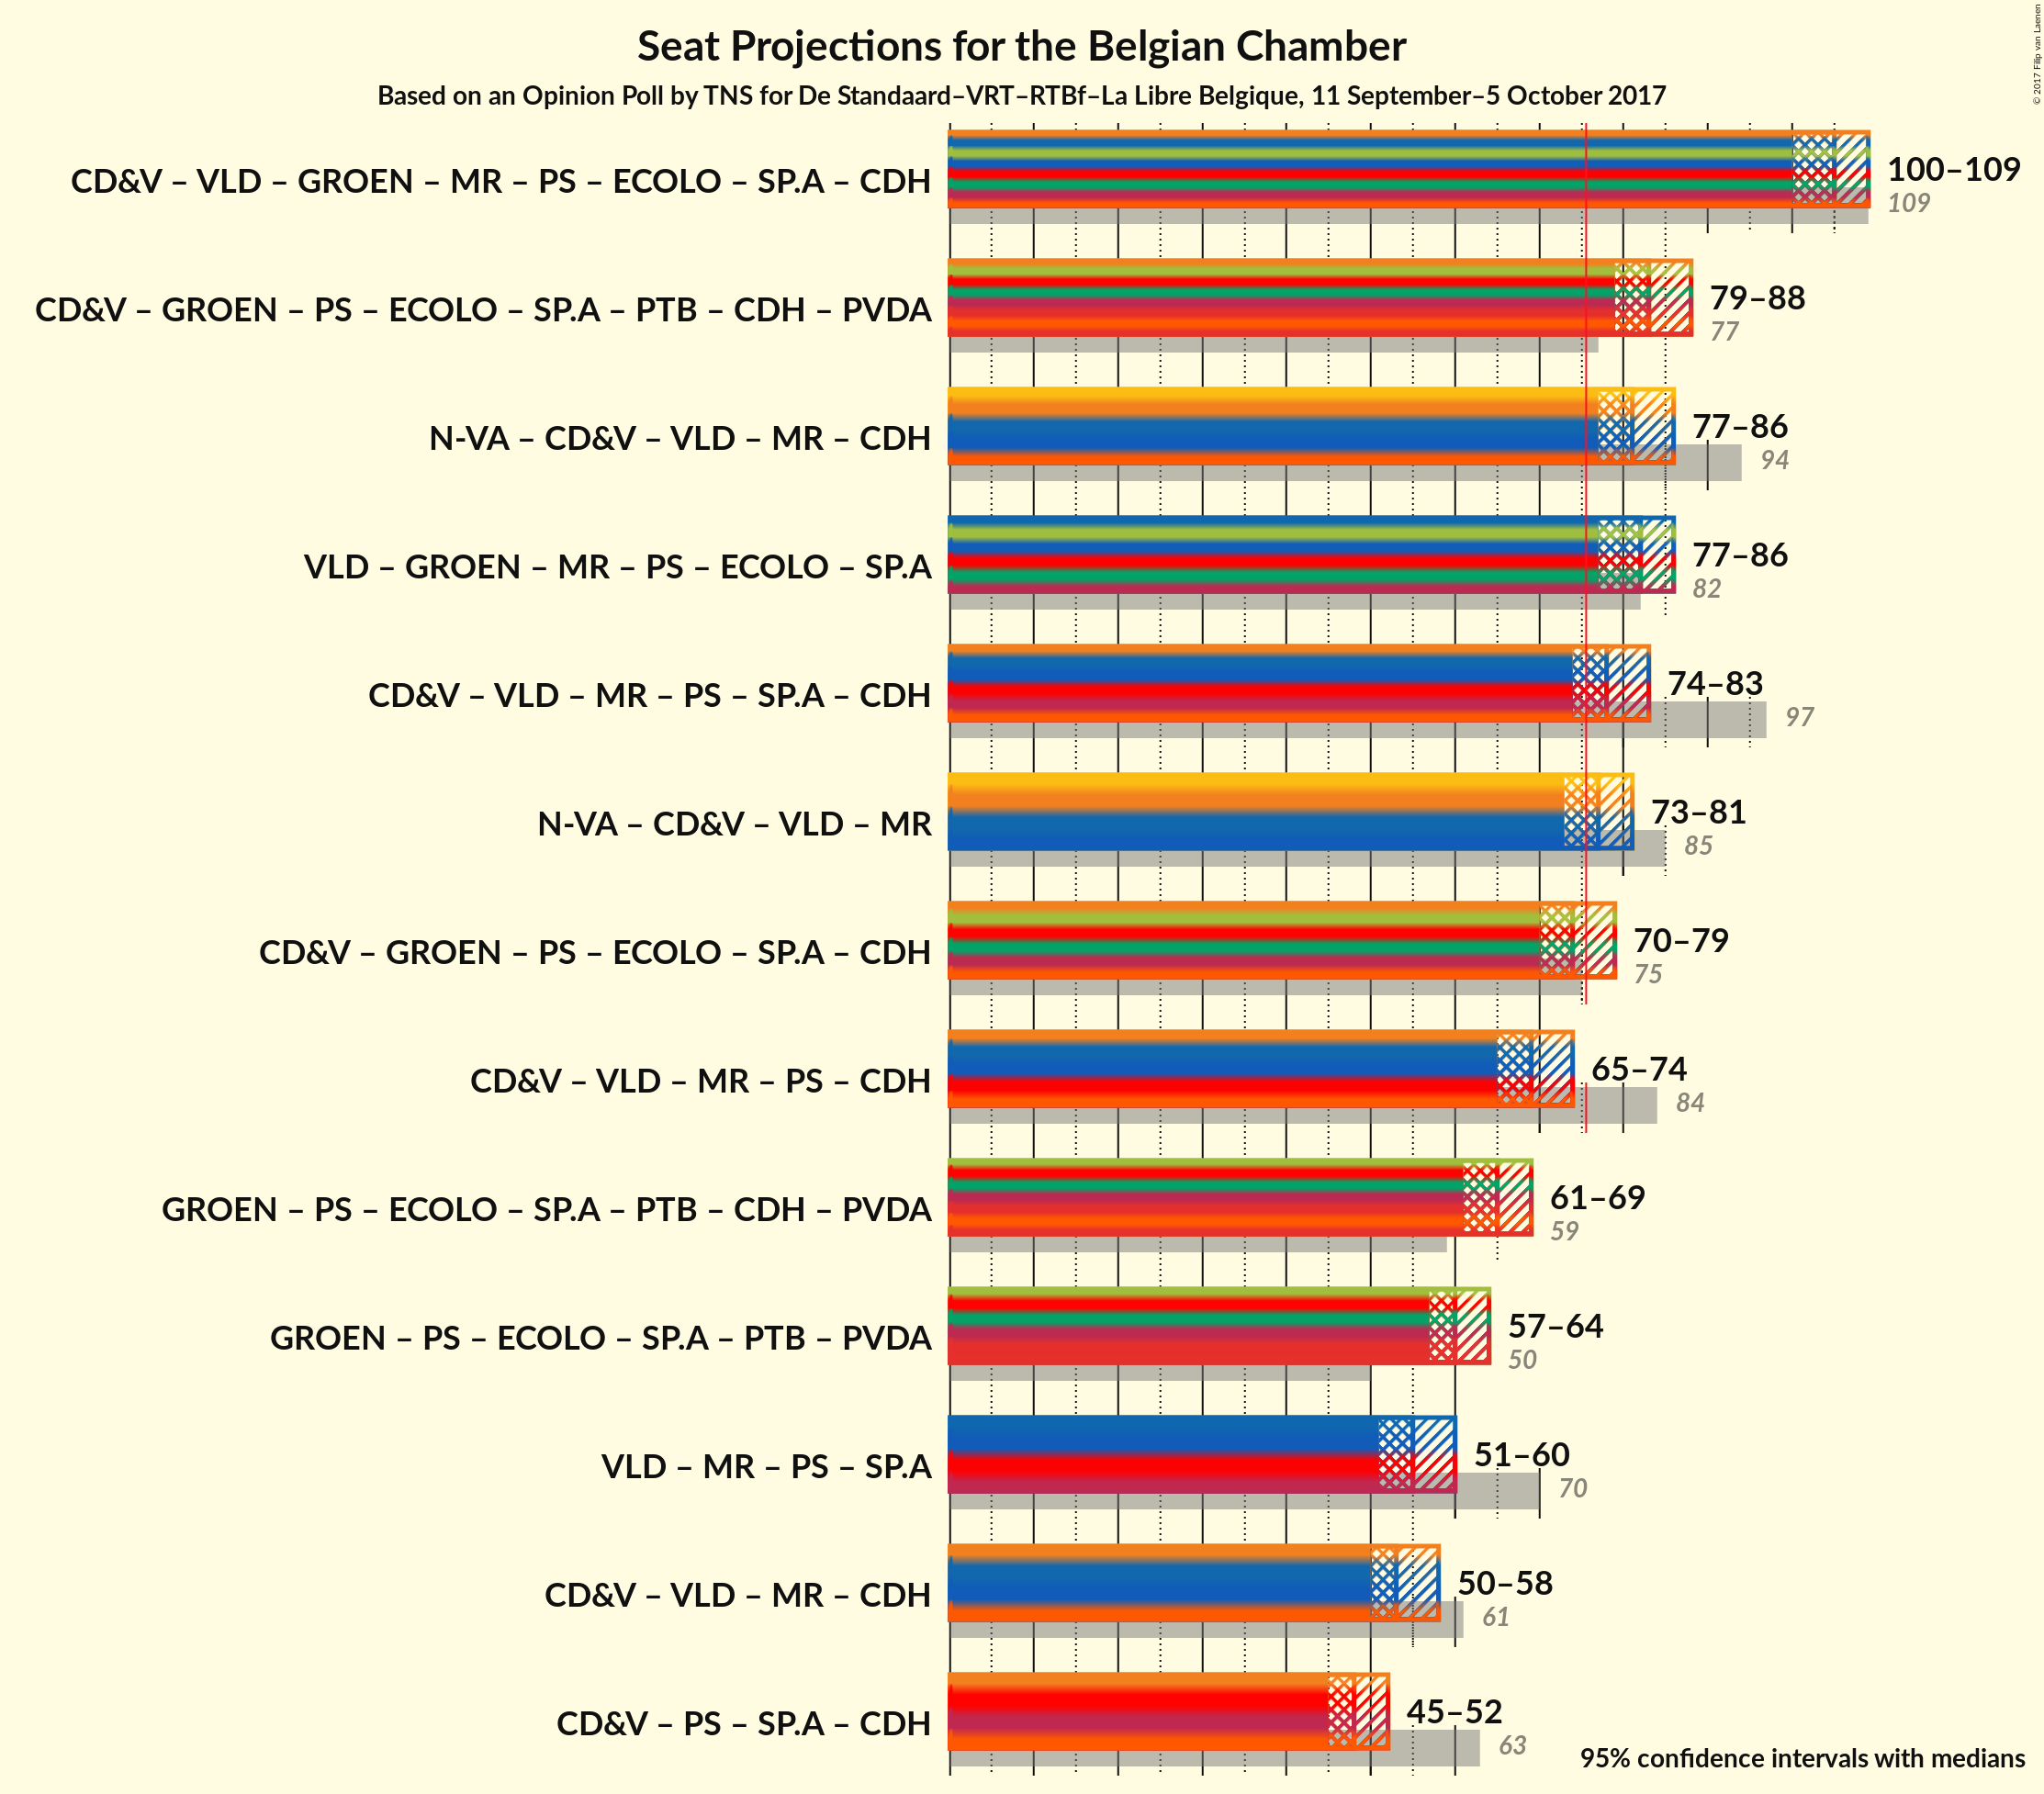 Seat Projections for the Belgian Chamber
Based on an Opinion Poll by TNS for De Standaard–VRT–RTBf–La Libre Belgique, 11 September–5 October 2017
© 2017 Filip van Laenen
CD&V – VLD – GROEN – MR – PS – ECOLO – SP.A – CDH
100–109
109
CD&V – GROEN – PS – ECOLO – SP.A – PTB – CDH – PVDA
79–88
77
N-VA – CD&V – VLD – MR – CDH
77–86
94
VLD – GROEN – MR – PS – ECOLO – SP.A
77–86
82
CD&V – VLD – MR – PS – SP.A – CDH
74–83
97
N-VA – CD&V – VLD – MR
73–81
85
CD&V – GROEN – PS – ECOLO – SP.A – CDH
70–79
75
CD&V – VLD – MR – PS – CDH
65–74
84
GROEN – PS – ECOLO – SP.A – PTB – CDH – PVDA
61–69
59
GROEN – PS – ECOLO – SP.A – PTB – PVDA
57–64
50
VLD – MR – PS – SP.A
51–60
70
CD&V – VLD – MR – CDH
50–58
61
CD&V – PS – SP.A – CDH
45–52
63
95% confidence intervals with medians